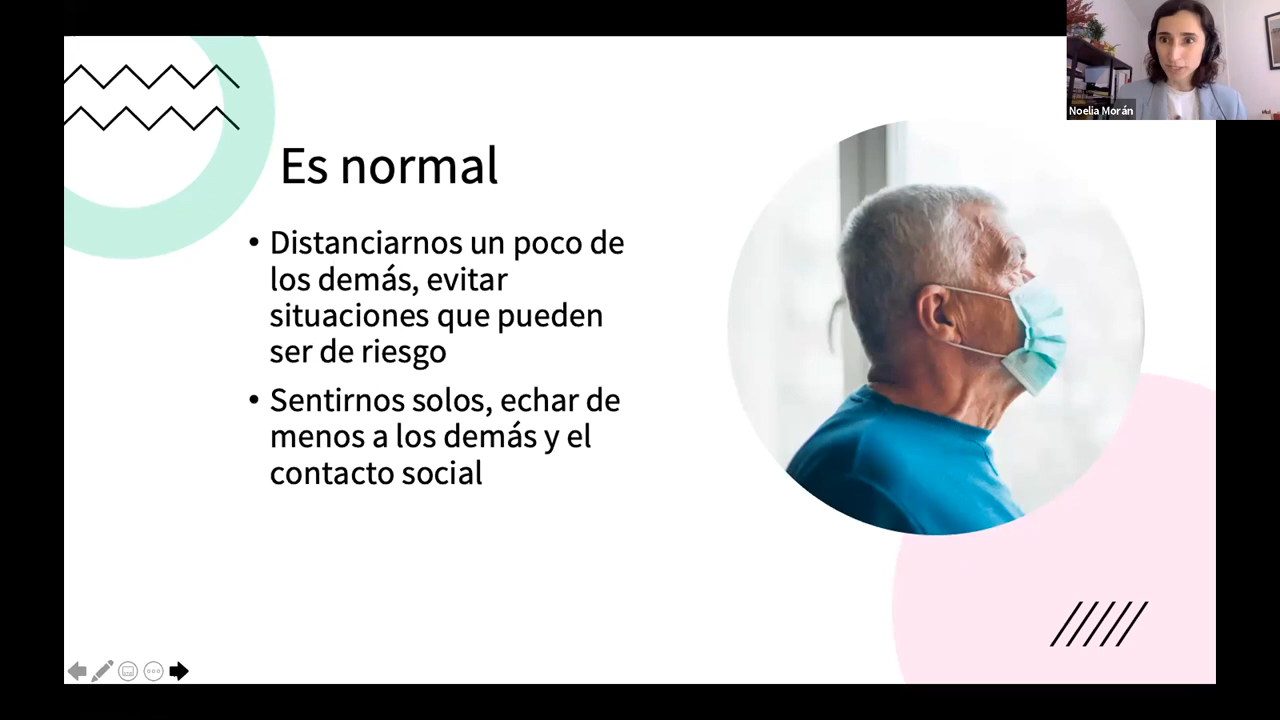 Noelia Morán
Es normal
• Distanciarnos un poco de
los demás, evitar
situaciones que pueden
ser de riesgo
• Sentirnos solos, echar de
menos a los demás y el
contacto social